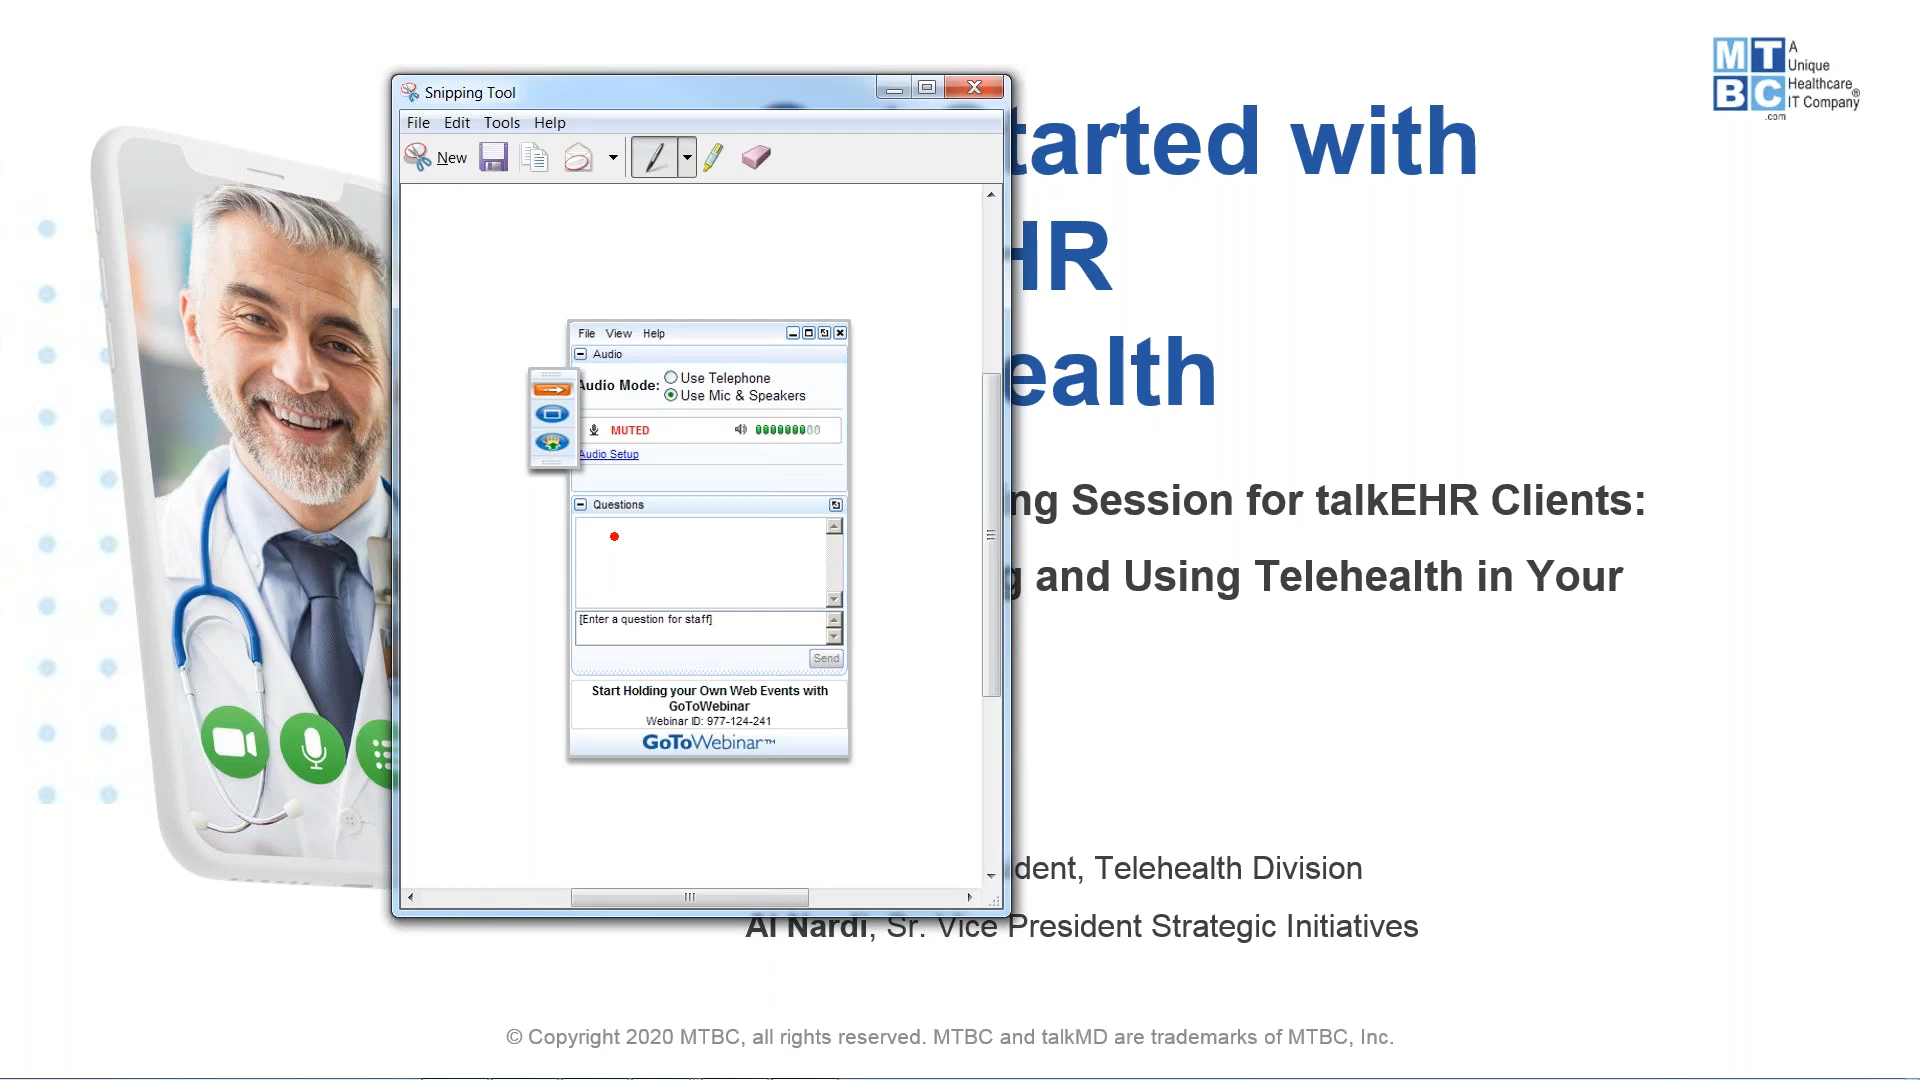 MTBC
.com
A
Unique
Healthcare
IT Company®
Snipping Tool
File Edit Tools Help
New
tarted with
HR
ealth
File View Help
Audio
Audio Mode:
Use Telephone
Use Mic & Speakers
MUTED
Audio Setup
Questions
[Enter a question for staff]
Send
Start Holding your Own Web Events with
GoToWebinar
Webinar ID: 977-124-241
GoToWebinar™
ng Session for talkEHR Clients:
g and Using Telehealth in Your
dent, Telehealth Division
Al Nardi, Sr. Vice President Strategic Initiatives
© Copyright 2020 MTBC, all rights reserved. MTBC and talkMD are trademarks of MTBC, Inc.